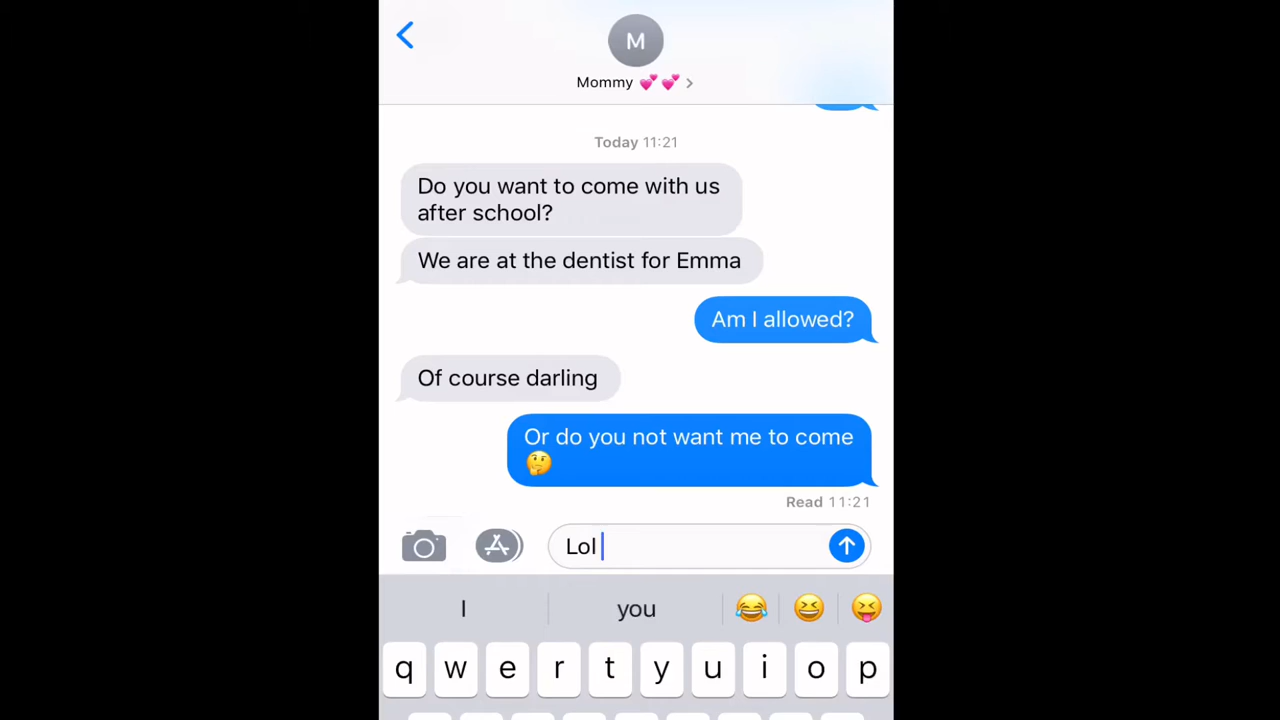 M
Mommy 💕💕 >
Today 11:21
Do you want to come with us
after school?
We are at the dentist for Emma
Am I allowed?
Of course darling
Or do you not want me to come
🤔
Read 11:21
Lol
I you 😂 😆 😝
q w e r t y u i o p